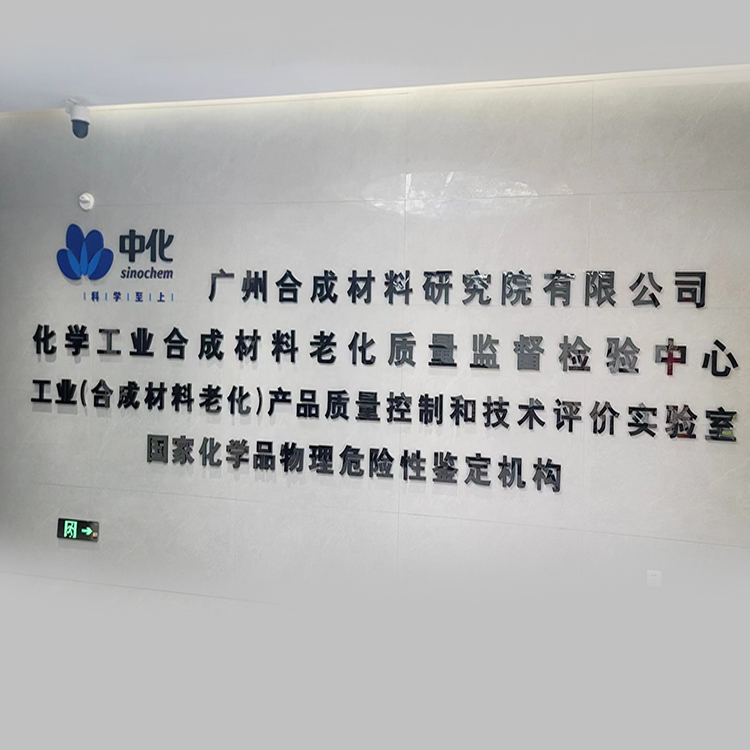 中化
sinochem
科学至上
广州合成材料研究院有限公司
化学工业合成材料老化质量监督检验中心
工业(合成材料老化)产品质量控制和技术评价实验室
国家化学品物理危险性鉴定机构